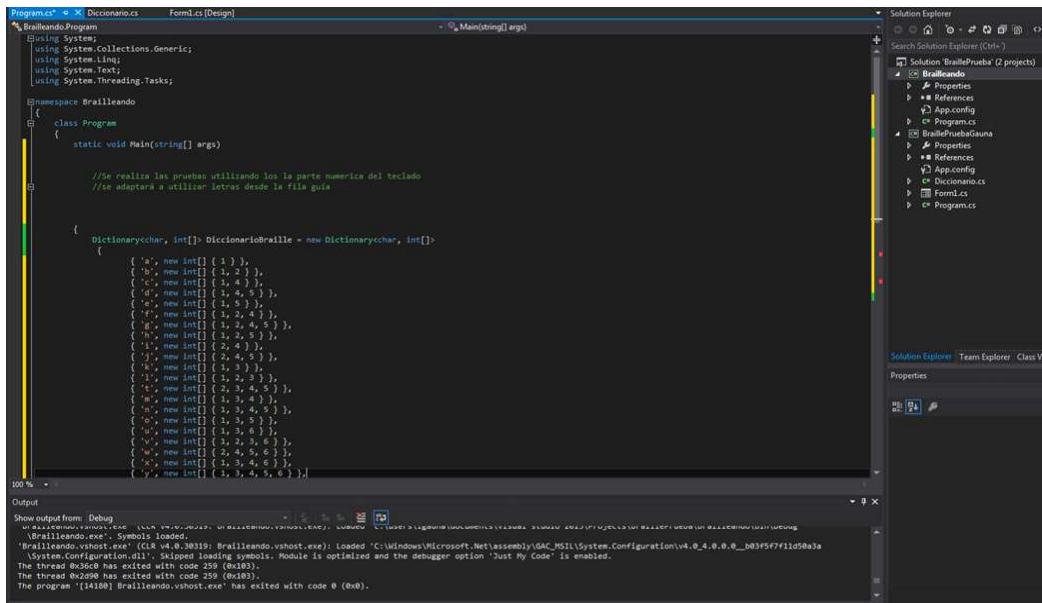 Program.cs* Diccionario.cs Form1.cs [Design]
Brailleando.Program Main(string[] args)
using System;
using System.Collections.Generic;
using System.Linq;
using System.Text;
using System.Threading.Tasks;
namespace Brailleando
{
class Program
{
static void Main(string[] args)
//Se realiza las pruebas utilizando los la parte numerica del teclado
//se adaptará a utilizar letras desde la fila guía
{
Dictionary<char, int[]> DiccionarioBraille = new Dictionary<char, int[]>
{
{ 'a', new int[] { 1 } },
{ 'b', new int[] { 1, 2 } },
{ 'c', new int[] { 1, 4 } },
{ 'd', new int[] { 1, 4, 5 } },
{ 'e', new int[] { 1, 5 } },
{ 'f', new int[] { 1, 2, 4 } },
{ 'g', new int[] { 1, 2, 4, 5 } },
{ 'h', new int[] { 1, 2, 5 } },
{ 'i', new int[] { 2, 4 } },
{ 'j', new int[] { 2, 4, 5 } },
{ 'k', new int[] { 1, 3 } },
{ 'l', new int[] { 1, 2, 3 } },
{ 't', new int[] { 2, 3, 4, 5 } },
{ 'm', new int[] { 1, 3, 4 } },
{ 'n', new int[] { 1, 3, 4, 5 } },
{ 'o', new int[] { 1, 3, 5 } },
{ 'u', new int[] { 1, 3, 6 } },
{ 'v', new int[] { 1, 2, 3, 6 } },
{ 'w', new int[] { 2, 4, 5, 6 } },
{ 'x', new int[] { 1, 3, 4, 6 } },
{ 'y', new int[] { 1, 3, 4, 5, 6 } },
100 %
Output
Show output from: Debug
\Brailleando.exe'. Symbols loaded.
'Brailleando.vshost.exe' (CLR v4.0.30319: Brailleando.vshost.exe): Loaded 'C:\Windows\Microsoft.Net\assembly\GAC_MSIL\System.Configuration\v4.0_4.0.0.0__b03f5f7f11d50a3a
\System.Configuration.dll'. Skipped loading symbols. Module is optimized and the debugger option 'Just My Code' is enabled.
The thread 0x36c0 has exited with code 259 (0x103).
The thread 0x2d90 has exited with code 259 (0x103).
The program '[14180] Brailleando.vshost.exe' has exited with code 0 (0x0).
Solution Explorer
Search Solution Explorer (Ctrl+´)
Solution 'BraillePrueba' (2 projects)
Brailleando
Properties
References
App.config
C# Program.cs
BraillePruebaGauna
Properties
References
App.config
C# Diccionario.cs
Form1.cs
C# Program.cs
Solution Explorer Team Explorer Class V
Properties